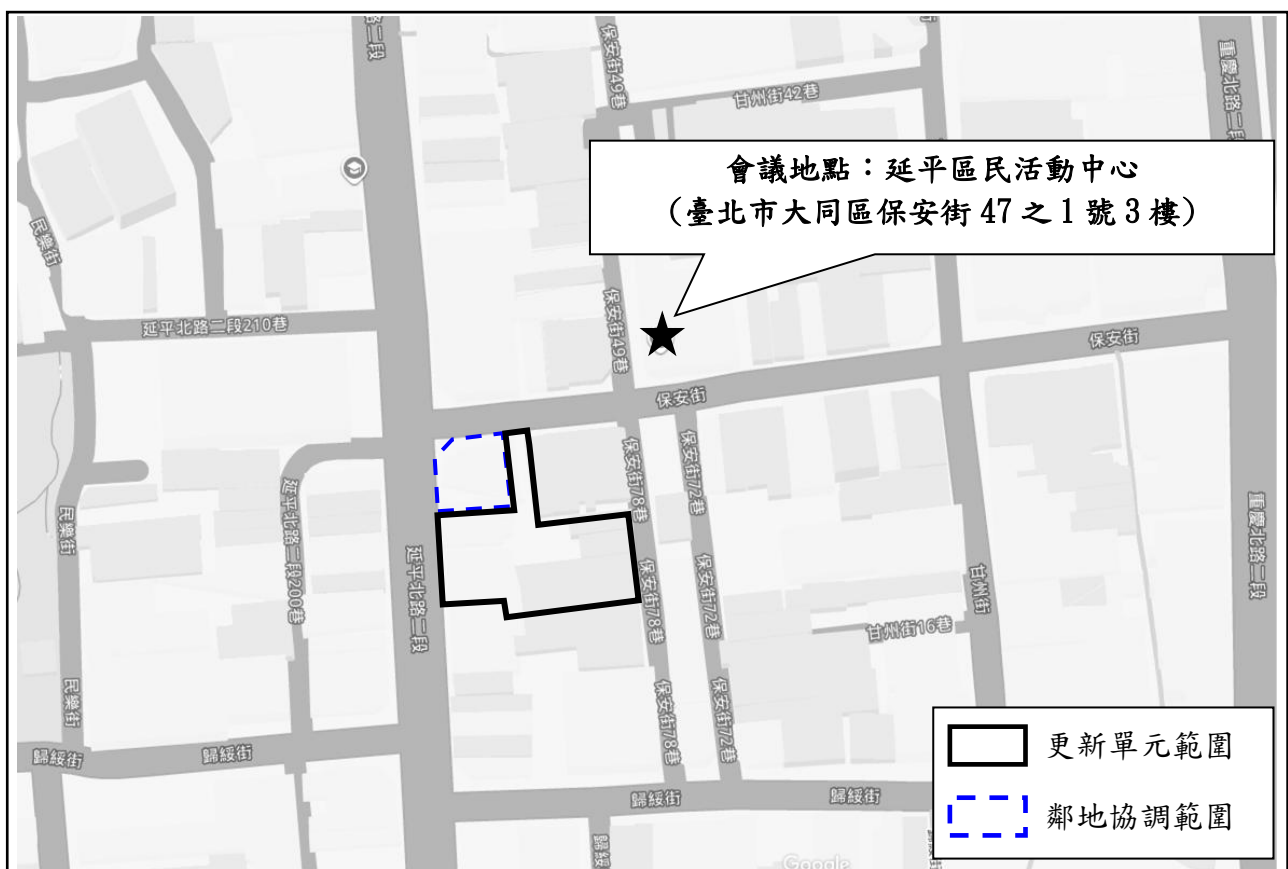 路二段
保安街49巷
甘州街42巷
重慶北路二段
會議地點：延平區民活動中心
（臺北市大同區保安街 47 之 1 號 3 樓）
民樂街
延平北路二段210巷
保安街49巷
保安街
保安街
保安街78巷
保安街72巷
民樂街
延平北路二段200巷
延平北路二段
重慶北路二段
甘州街
保安街78巷
保安街72巷
甘州街16巷
民樂街
保安街78巷
保安街72巷
歸綏街
歸綏街
歸綏街
歸綏街
更新單元範圍
鄰地協調範圍
Google